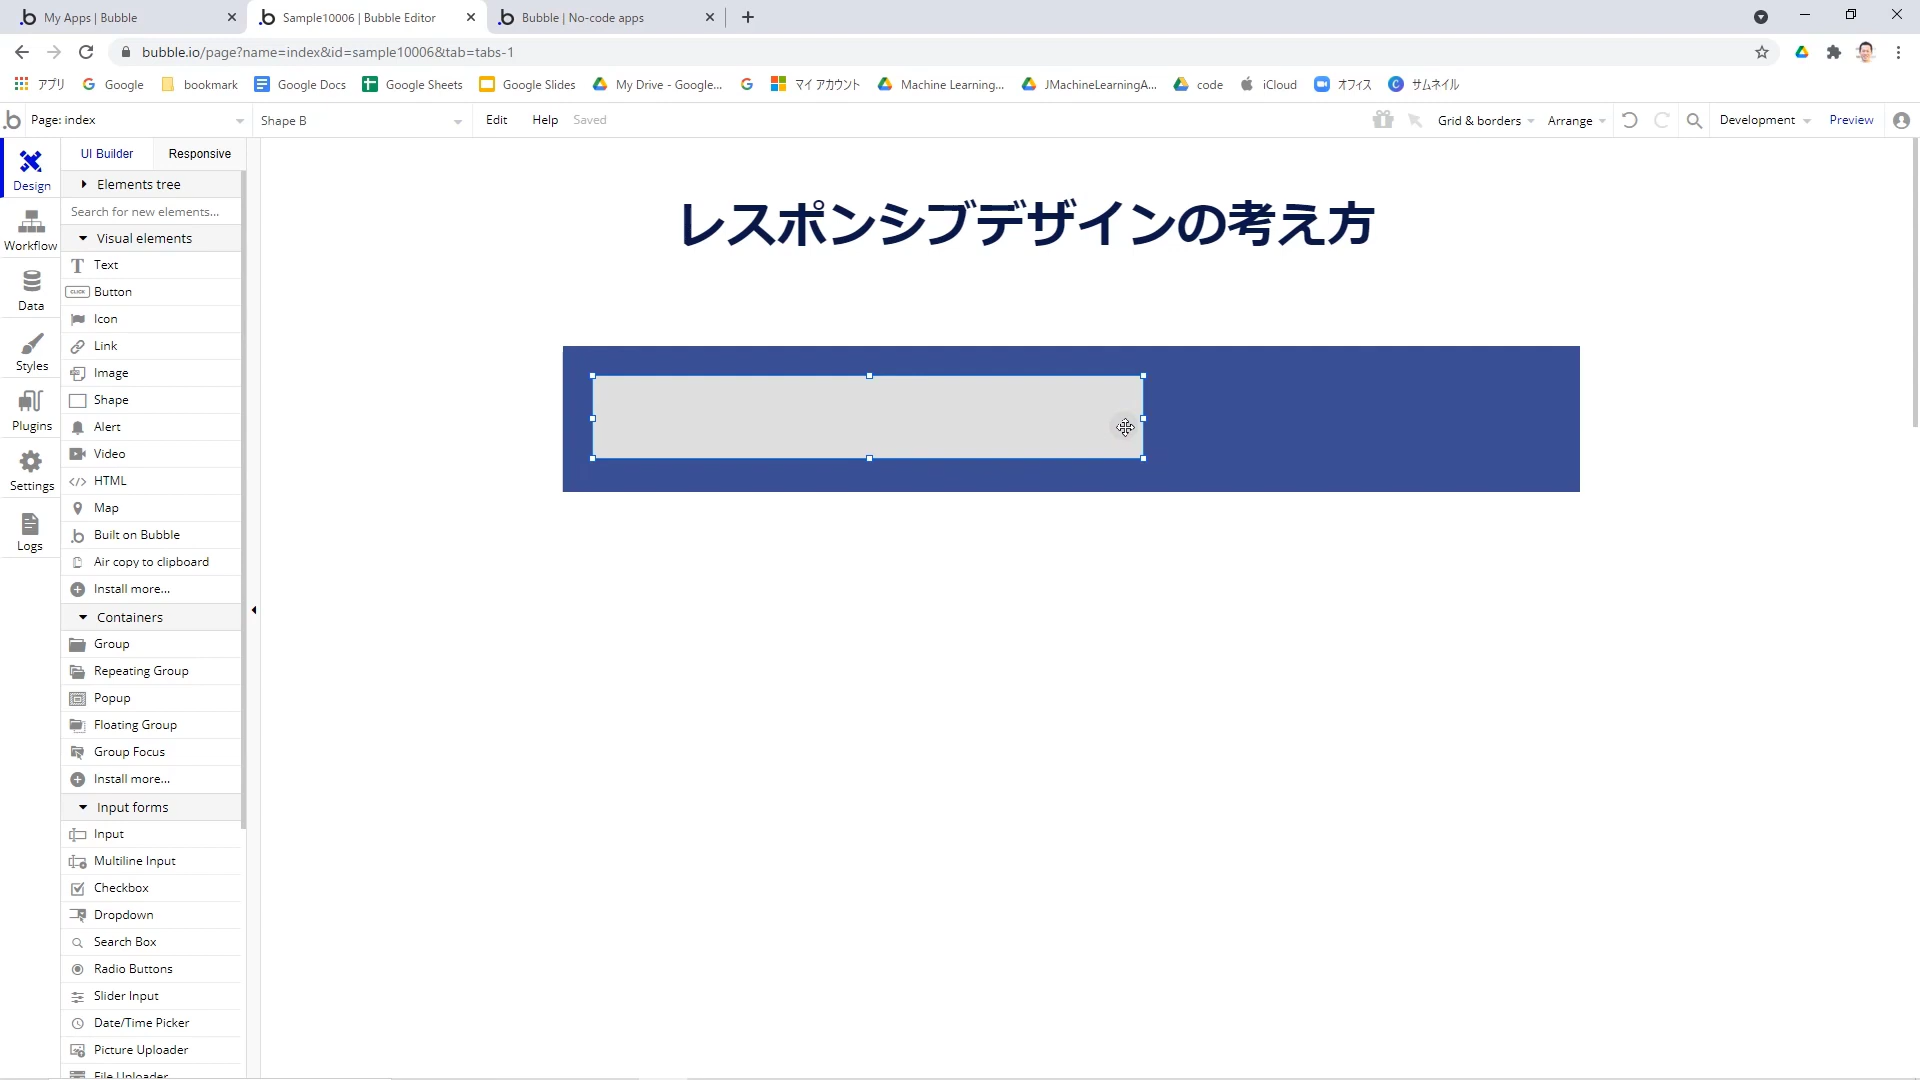 My Apps | Bubble
Sample10006 | Bubble Editor
Bubble | No-code apps
bubble.io/page?name=index&id=sample10006&tab=tabs-1
アプリ
Google
bookmark
Google Docs
Google Sheets
Google Slides
My Drive - Google...
マイ アカウント
Machine Learning...
JMachineLearningA...
code
iCloud
オフィス
サムネイル
Page: index
Shape B
Edit
Help
Saved
Grid & borders
Arrange
Development
Preview
Design
Workflow
Data
Styles
Plugins
Settings
Logs
UI Builder
Responsive
Elements tree
Search for new elements...
Visual elements
Text
CLICK
Button
Icon
Link
Image
Shape
Alert
Video
HTML
Map
Built on Bubble
Air copy to clipboard
Install more...
Containers
Group
Repeating Group
Popup
Floating Group
Group Focus
Install more...
Input forms
Input
Multiline Input
Checkbox
Dropdown
Search Box
Radio Buttons
Slider Input
Date/Time Picker
Picture Uploader
File Uploader
レスポンシブデザインの考え方